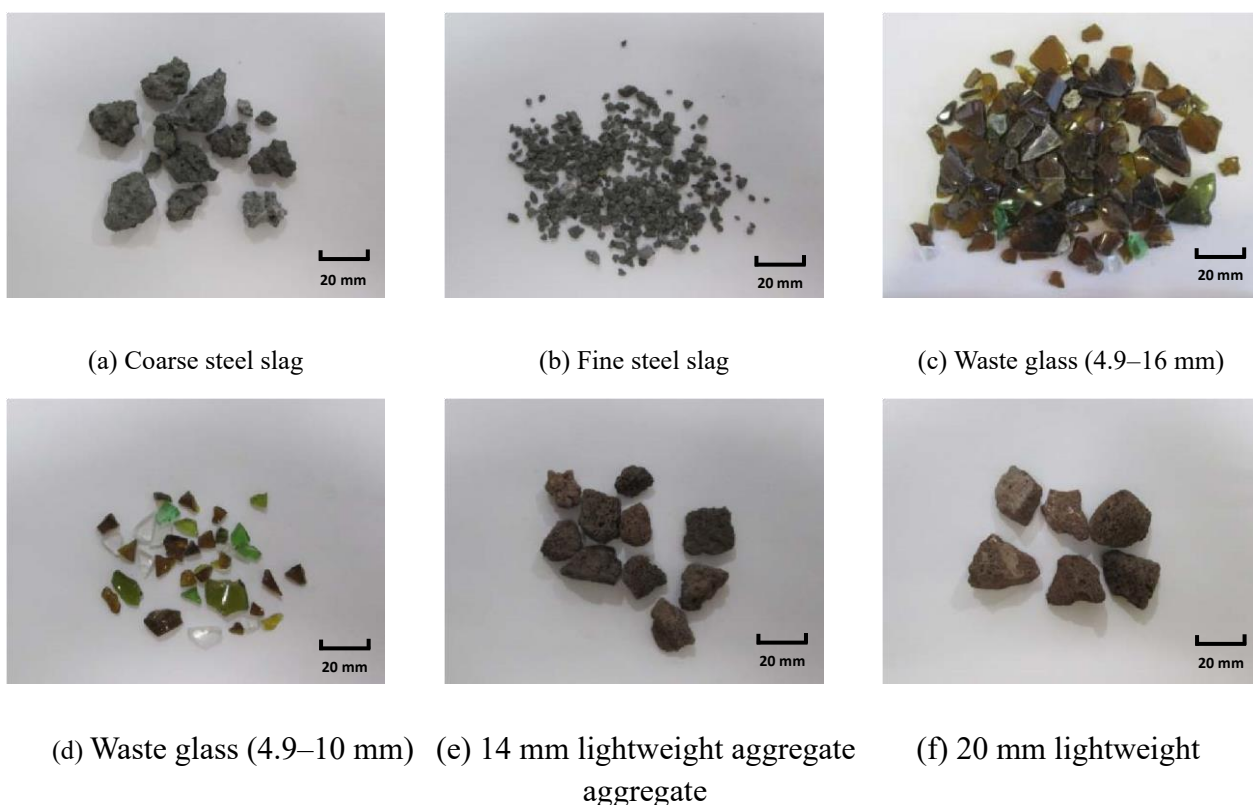 20 mm
20 mm
20 mm
(a) Coarse steel slag
(b) Fine steel slag
(c) Waste glass (4.9–16 mm)
20 mm
20 mm
20 mm
(d) Waste glass (4.9–10 mm)
(e) 14 mm lightweight aggregate
(f) 20 mm lightweight
aggregate